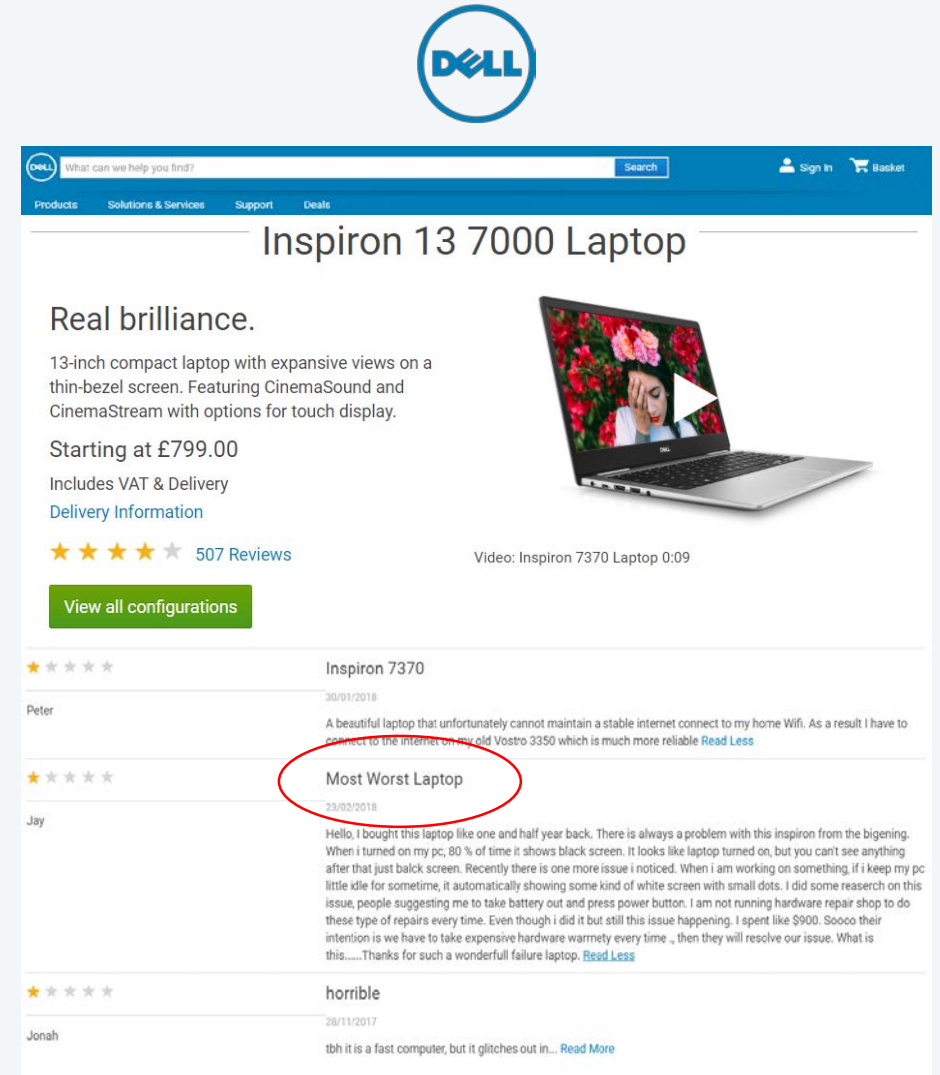 DELL
DELL
What can we help you find?
Search
Sign In
Basket
Products
Solutions & Services
Support
Deals
Inspiron 13 7000 Laptop
Real brilliance.
13-inch compact laptop with expansive views on a
thin-bezel screen. Featuring CinemaSound and
CinemaStream with options for touch display.
Starting at £799.00
Includes VAT & Delivery
Delivery Information
507 Reviews
View all configurations
DELL
Video: Inspiron 7370 Laptop 0:09
Inspiron 7370
30/01/2018
Peter
A beautiful laptop that unfortunately cannot maintain a stable internet connect to my home Wifi. As a result I have to
connect to the internet on my old Vostro 3350 which is much more reliable Read Less
Most Worst Laptop
23/02/2018
Jay
Hello, I bought this laptop like one and half year back. There is always a problem with this inspiron from the bigening.
When i turned on my pc, 80 % of time it shows black screen. It looks like laptop turned on, but you can't see anything
after that just balck screen. Recently there is one more issue i noticed. When i am working on something, if i keep my pc
little idle for sometime, it automatically showing some kind of white screen with small dots. I did some reaserch on this
issue, people suggesting me to take battery out and press power button. I am not running hardware repair shop to do
these type of repairs every time. Even though i did it but still this issue happening. I spent like $900. Soooo their
intention is we have to take expensive hardware warnety every time ., then they will resolve our issue. What is
this......Thanks for such a wonderfull failure laptop. Read Less
horrible
28/11/2017
Jonah
tbh it is a fast computer, but it glitches out in... Read More